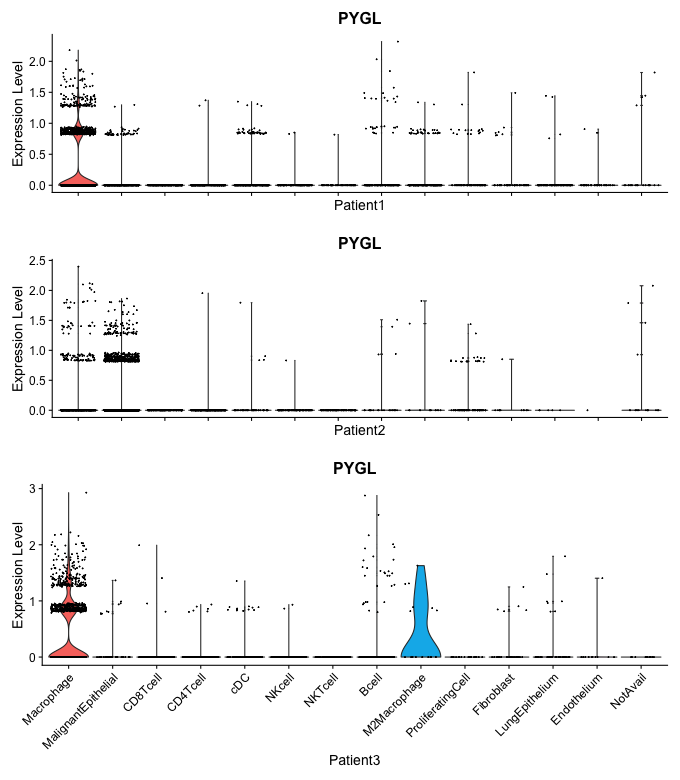 PYGL
Expression Level
2.0
1.5
1.0
0.5
0.0
Patient1
PYGL
Expression Level
2.5
2.0
1.5
1.0
0.5
0.0
Patient2
PYGL
Expression Level
3
2
1
0
Macrophage
MalignantEpithelial
CD8Tcell
CD4Tcell
cDC
NKcell
NKTcell
Bcell
M2Macrophage
ProliferatingCell
Fibroblast
LungEpithelium
Endothelium
NotAvail
Patient3